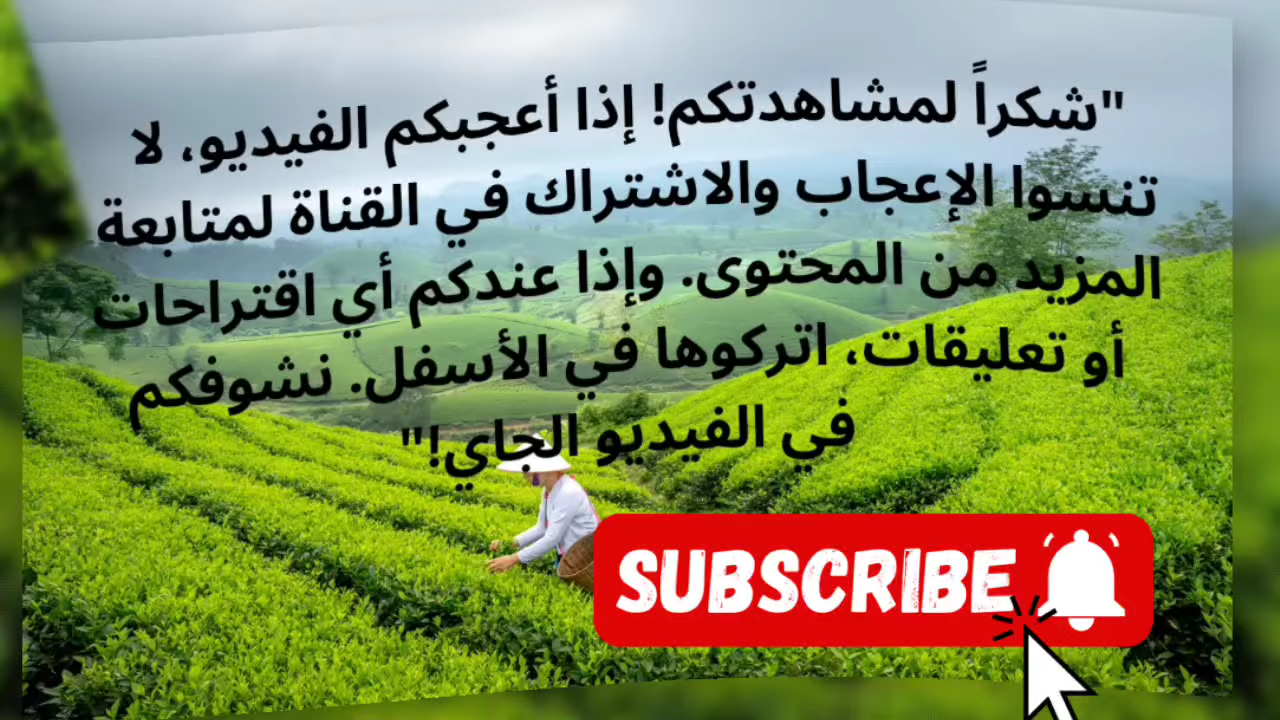 "شكراً لمشاهدتكم! إذا أعجبكم الفيديو، لا
تنسوا الإعجاب والاشتراك في القناة لمتابعة
المزيد من المحتوى. وإذا عندكم أي اقتراحات
أو تعليقات، اتركوها في الأسفل. نشوفكم
في الفيديو الجاي!"
SUBSCRIBE